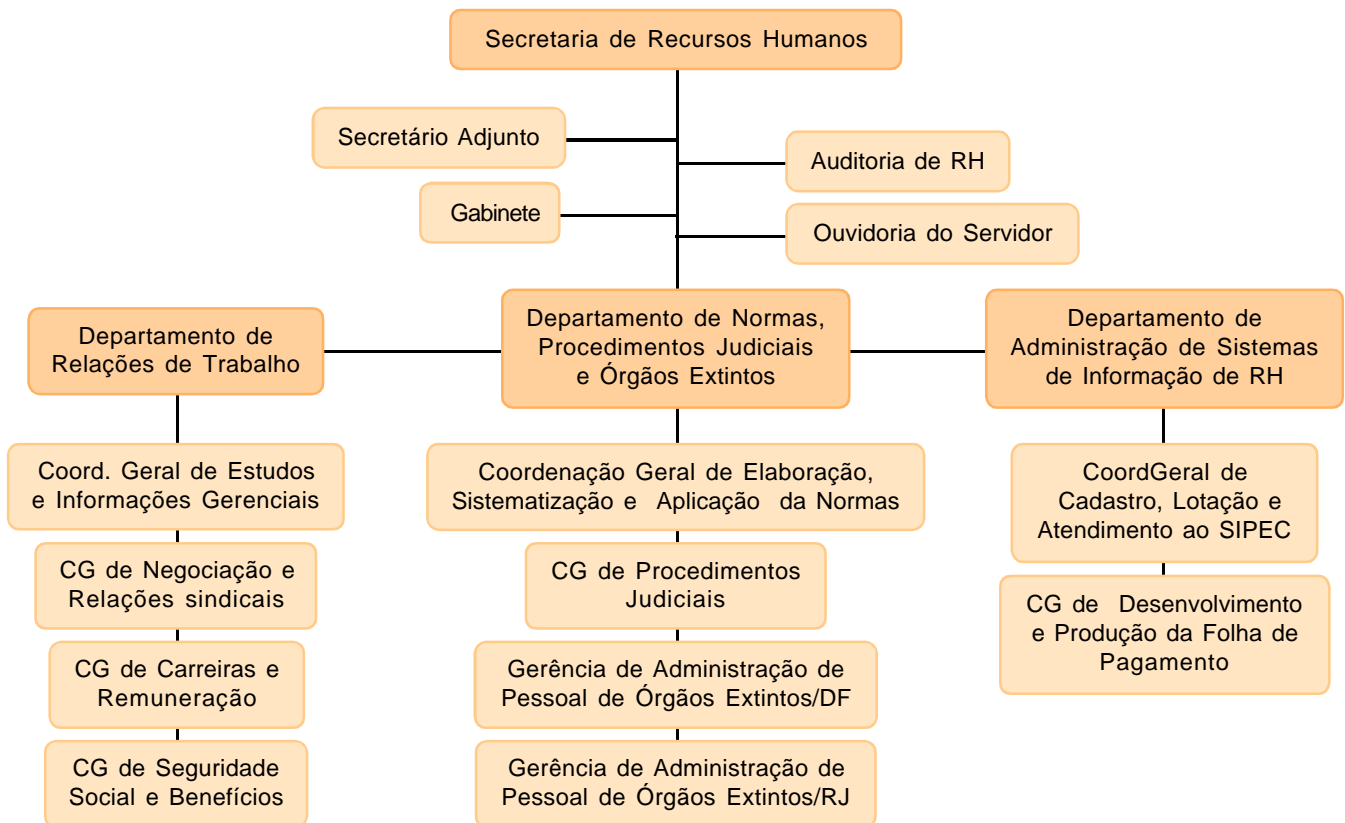 Secretaria de Recursos Humanos
Secretário Adjunto
Auditoria de RH
Gabinete
Ouvidoria do Servidor
Departamento de
Relações de Trabalho
Departamento de Normas,
Procedimentos Judiciais
e Órgãos Extintos
Departamento de
Administração de Sistemas
de Informação de RH
Coord. Geral de Estudos
e Informações Gerenciais
CG de Negociação e
Relações sindicais
CG de Carreiras e
Remuneração
CG de Seguridade
Social e Benefícios
Coordenação Geral de Elaboração,
Sistematização e Aplicação da Normas
CG de Procedimentos
Judiciais
Gerência de Administração de
Pessoal de Órgãos Extintos/DF
Gerência de Administração de
Pessoal de Órgãos Extintos/RJ
CoordGeral de
Cadastro, Lotação e
Atendimento ao SIPEC
CG de Desenvolvimento
e Produção da Folha de
Pagamento